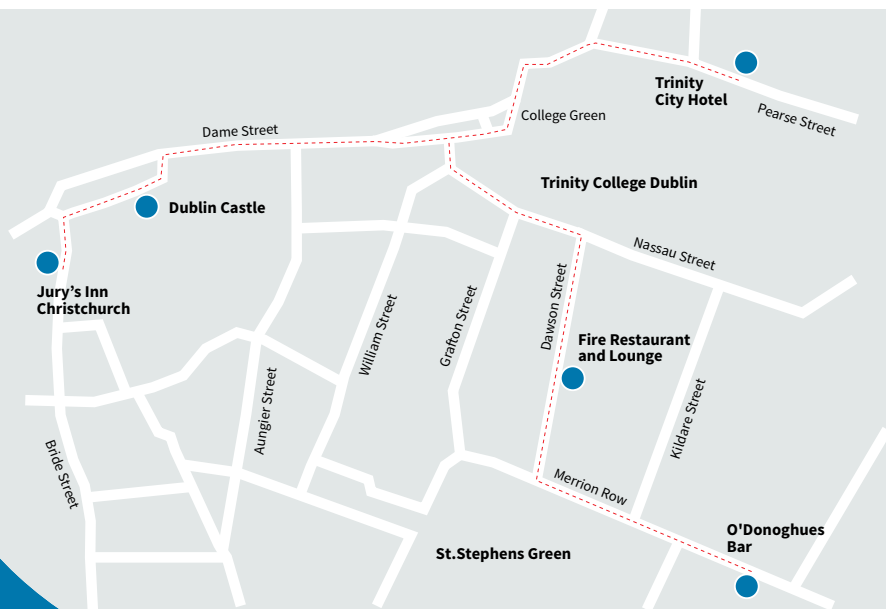 Trinity
City Hotel
Pearse Street
College Green
Dame Street
Trinity College Dublin
Dublin Castle
Nassau Street
Jury's Inn
Christchurch
William Street
Grafton Street
Dawson Street
Fire Restaurant
and Lounge
Kildare Street
Aungier Street
Bride Street
Merrion Row
O'Donoghues
Bar
St.Stephens Green